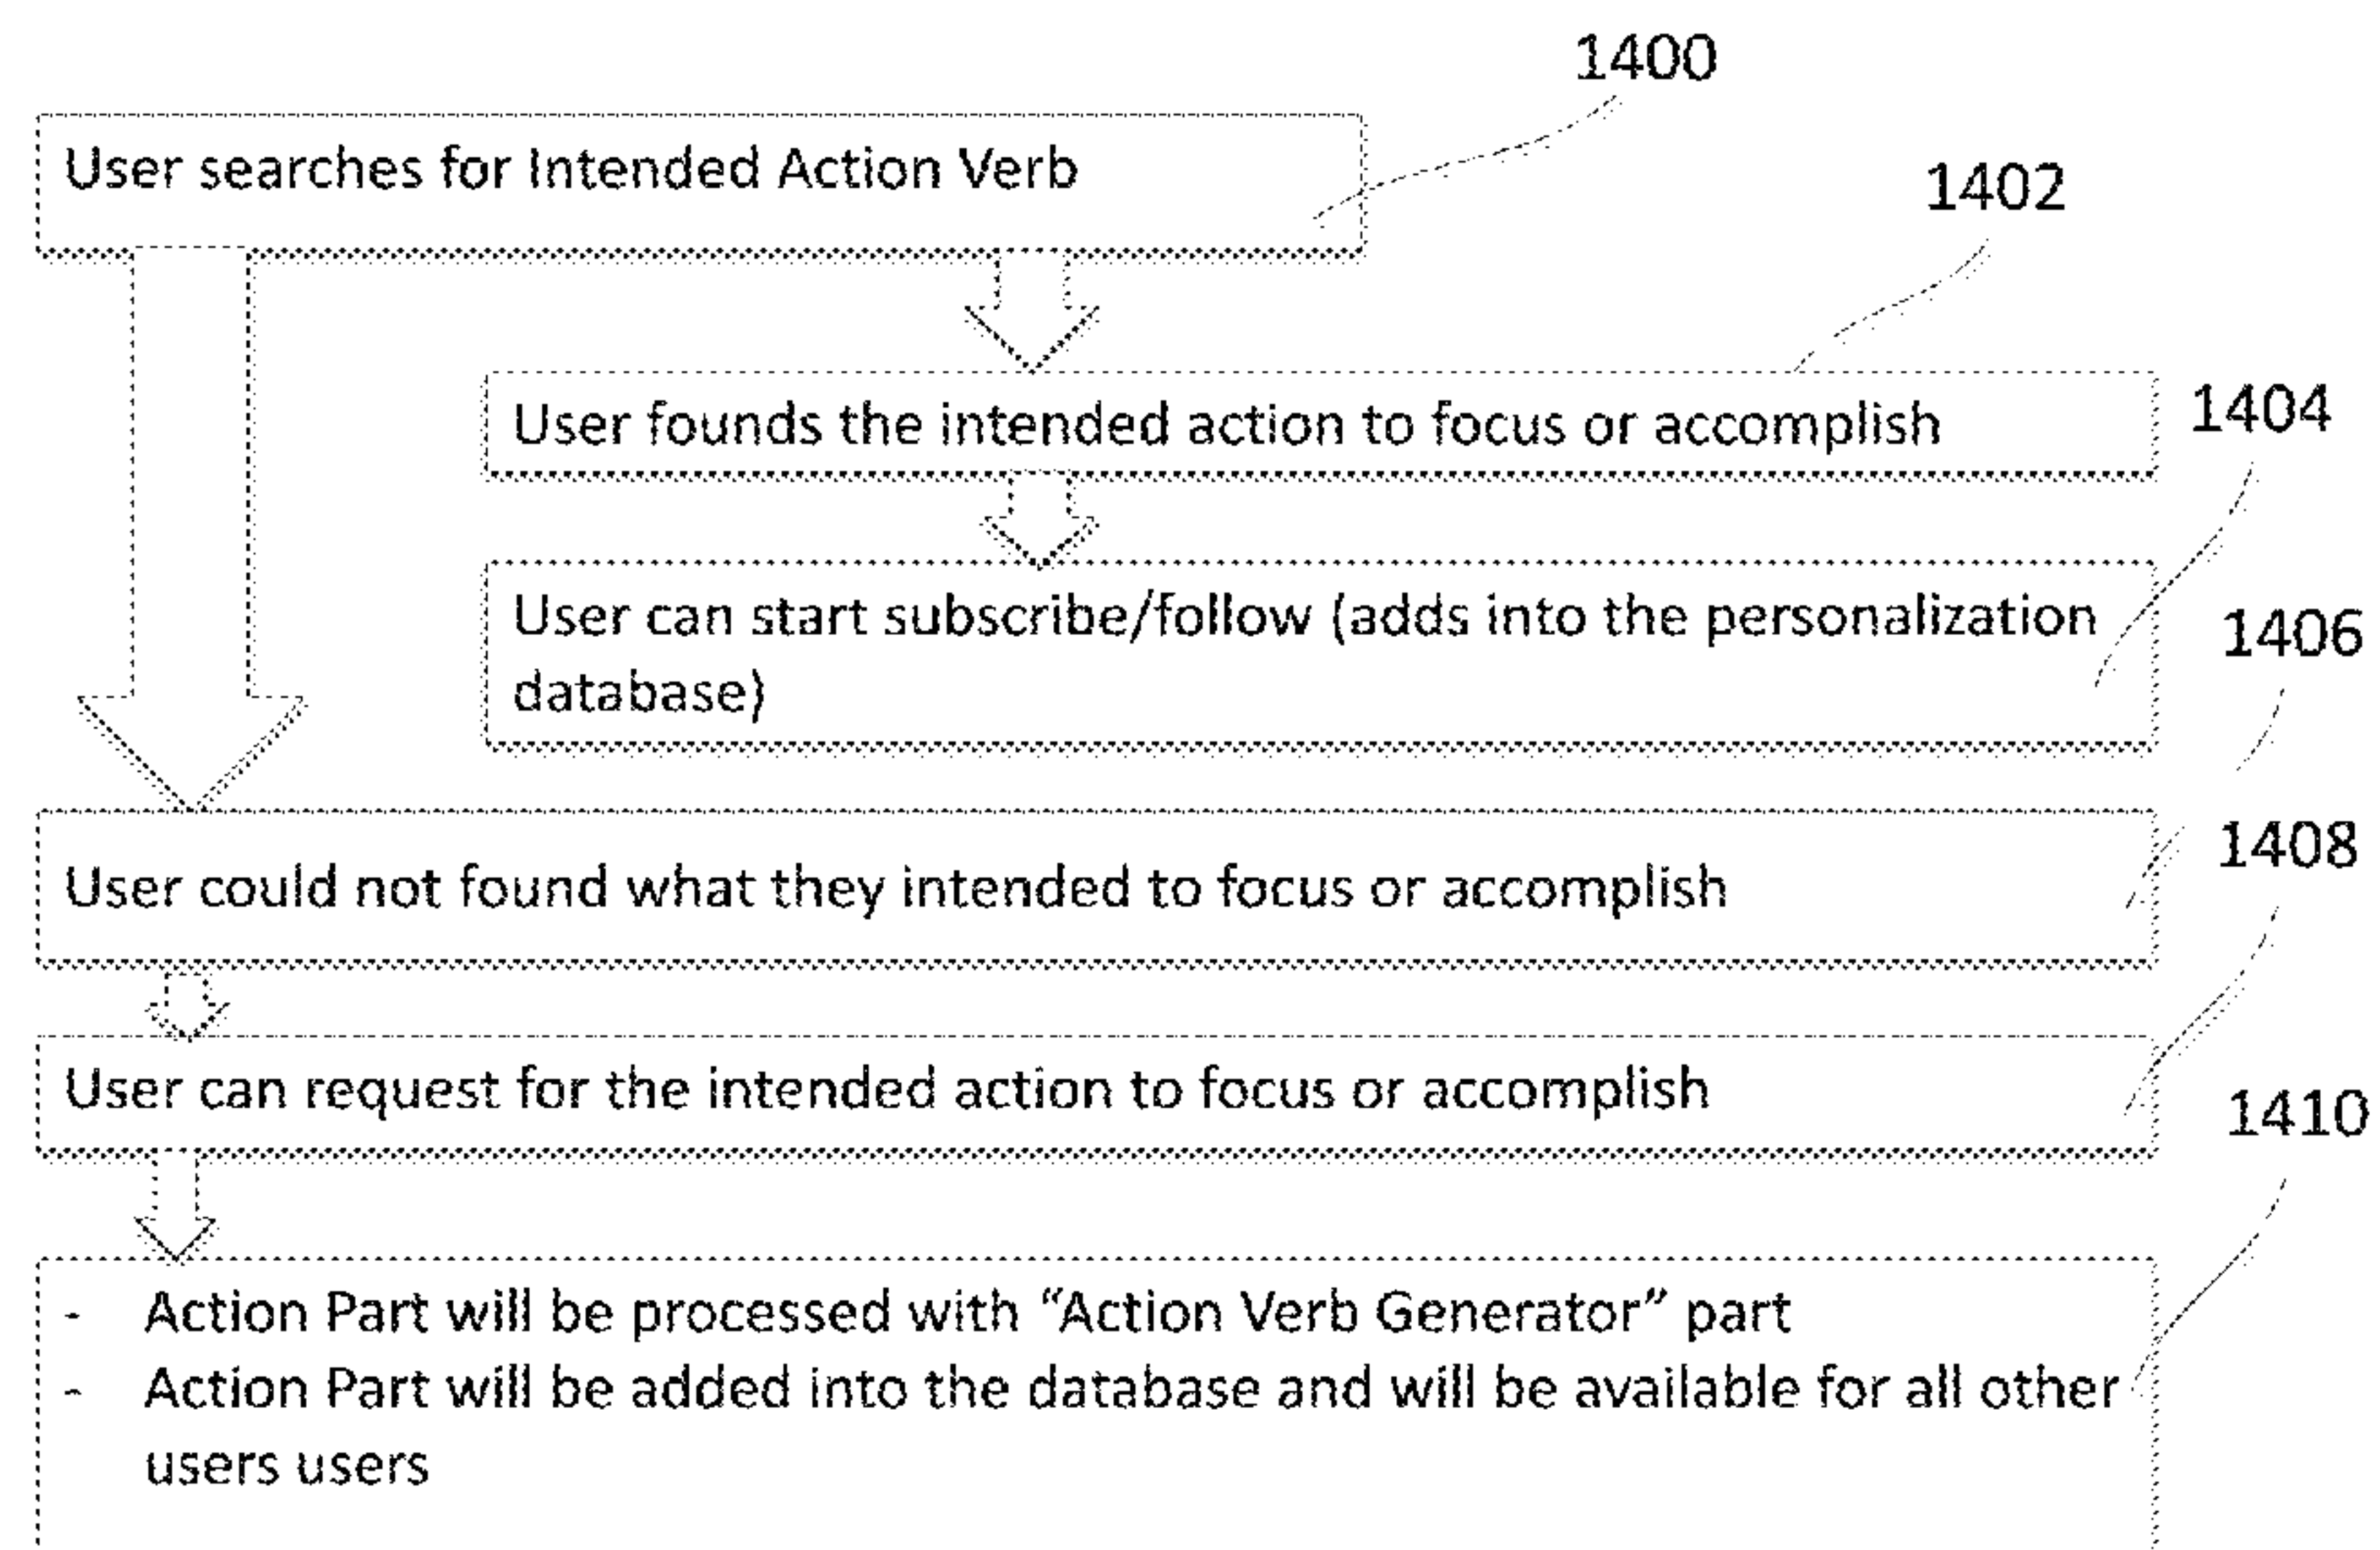 1400
User searches for Intended Action Verb
1402
User founds the intended action to focus or accomplish
1404
User can start subscribe/follow (adds into the personalization
database)
1406
User could not found what they intended to focus or accomplish
1408
User can request for the intended action to focus or accomplish
1410
- Action Part will be processed with “Action Verb Generator” part
- Action Part will be added into the database and will be available for all other
users users